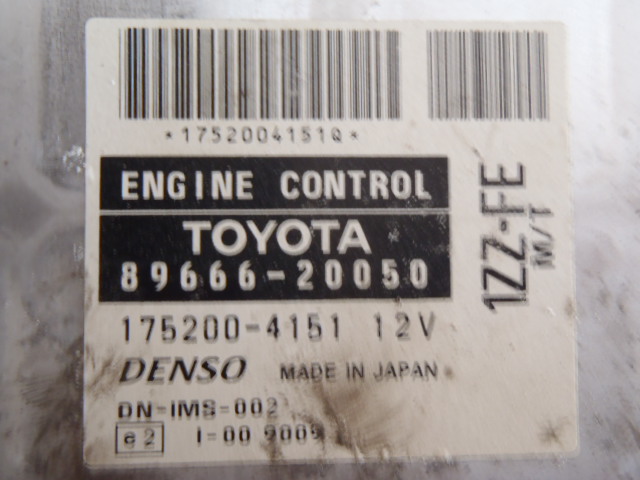 *1752004151Q*
ENGINE CONTROL
TOYOTA
89666-20050
175200-4151 12V
DENSO MADE IN JAPAN
DN-IMS-002
e2 I-00 9009
1ZZ-FE
M/T